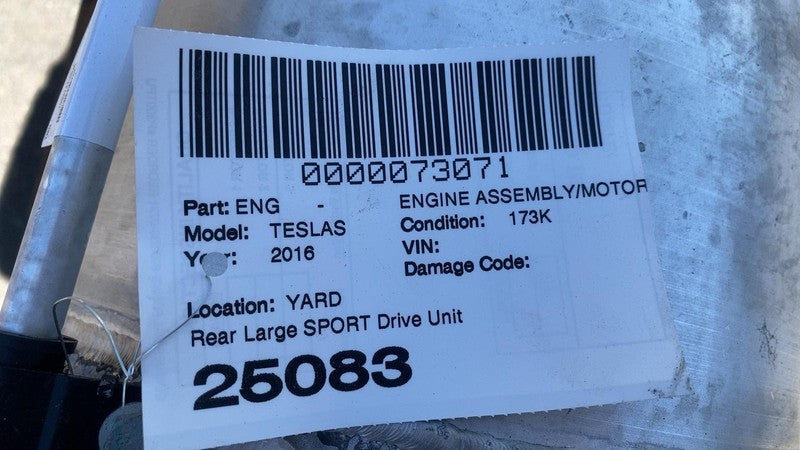 0000073071
Part: ENG - ENGINE ASSEMBLY/MOTOR
Model: TESLAS Condition: 173K
Year: 2016 VIN:
Damage Code:
Location: YARD
Rear Large SPORT Drive Unit
25083